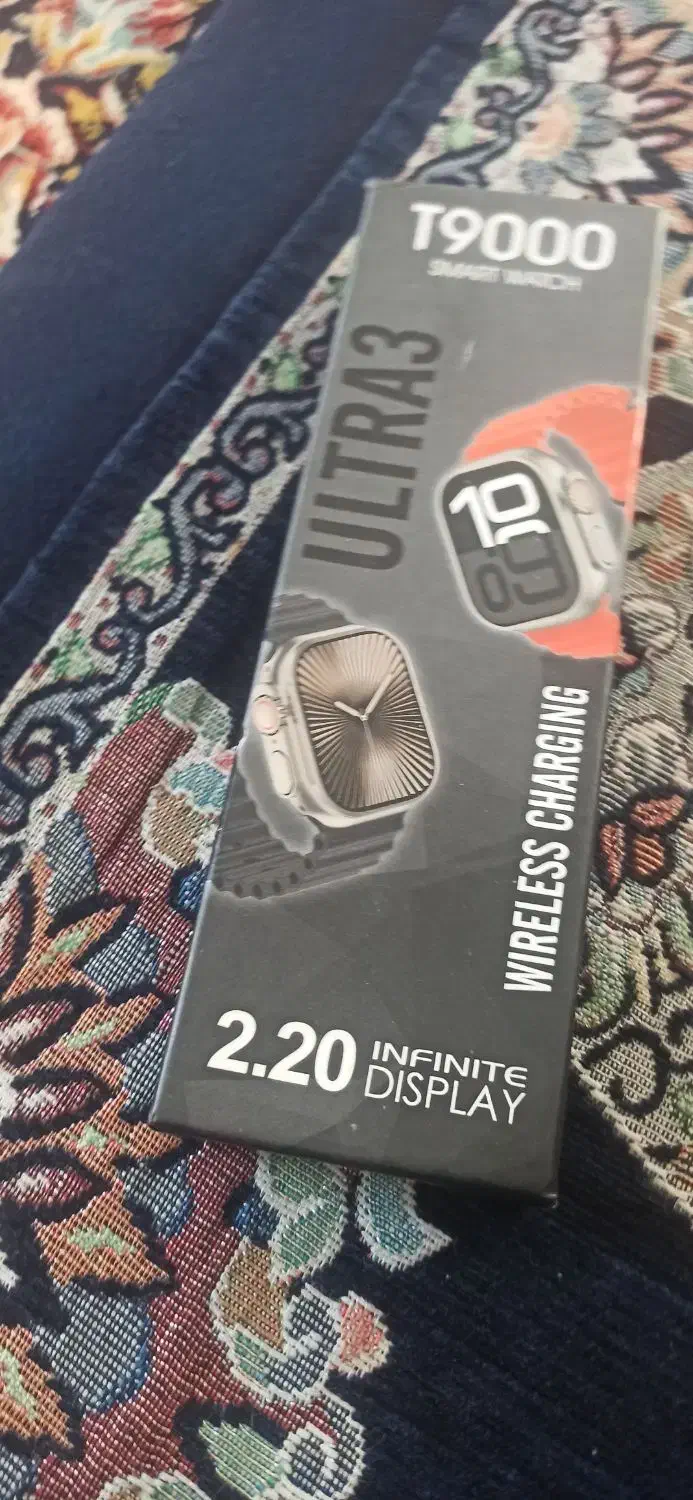 T9000
SMART WATCH
ULTRA3
10
WIRELESS CHARGING
2.20 INFINITE
DISPLAY